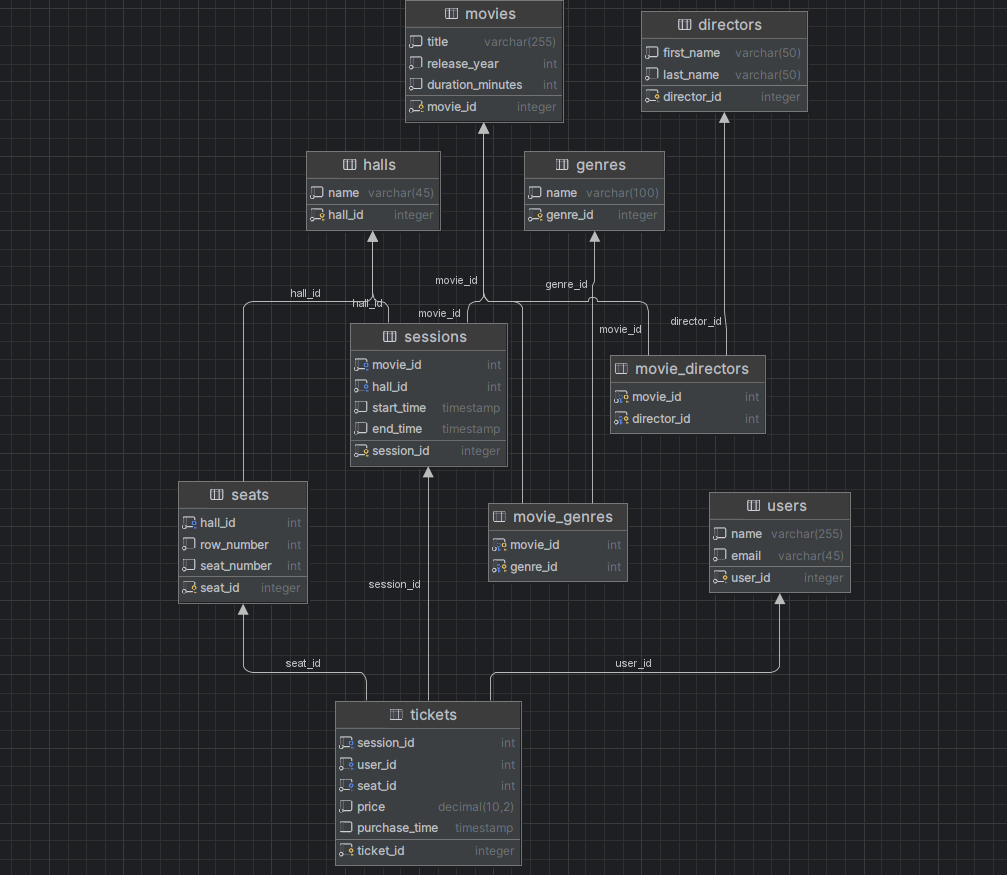 movies
title varchar(255)
release_year int
duration_minutes int
movie_id integer
directors
first_name varchar(50)
last_name varchar(50)
director_id integer
halls
name varchar(45)
hall_id integer
genres
name varchar(100)
genre_id integer
movie_id
genre_id
hall_id
hall_id
movie_id
director_id
movie_id
sessions
movie_id int
hall_id int
start_time timestamp
end_time timestamp
session_id integer
movie_directors
movie_id int
director_id int
seats
hall_id int
row_number int
seat_number int
seat_id integer
movie_genres
movie_id int
genre_id int
users
name varchar(255)
email varchar(45)
user_id integer
session_id
seat_id
user_id
tickets
session_id int
user_id int
seat_id int
price decimal(10,2)
purchase_time timestamp
ticket_id integer